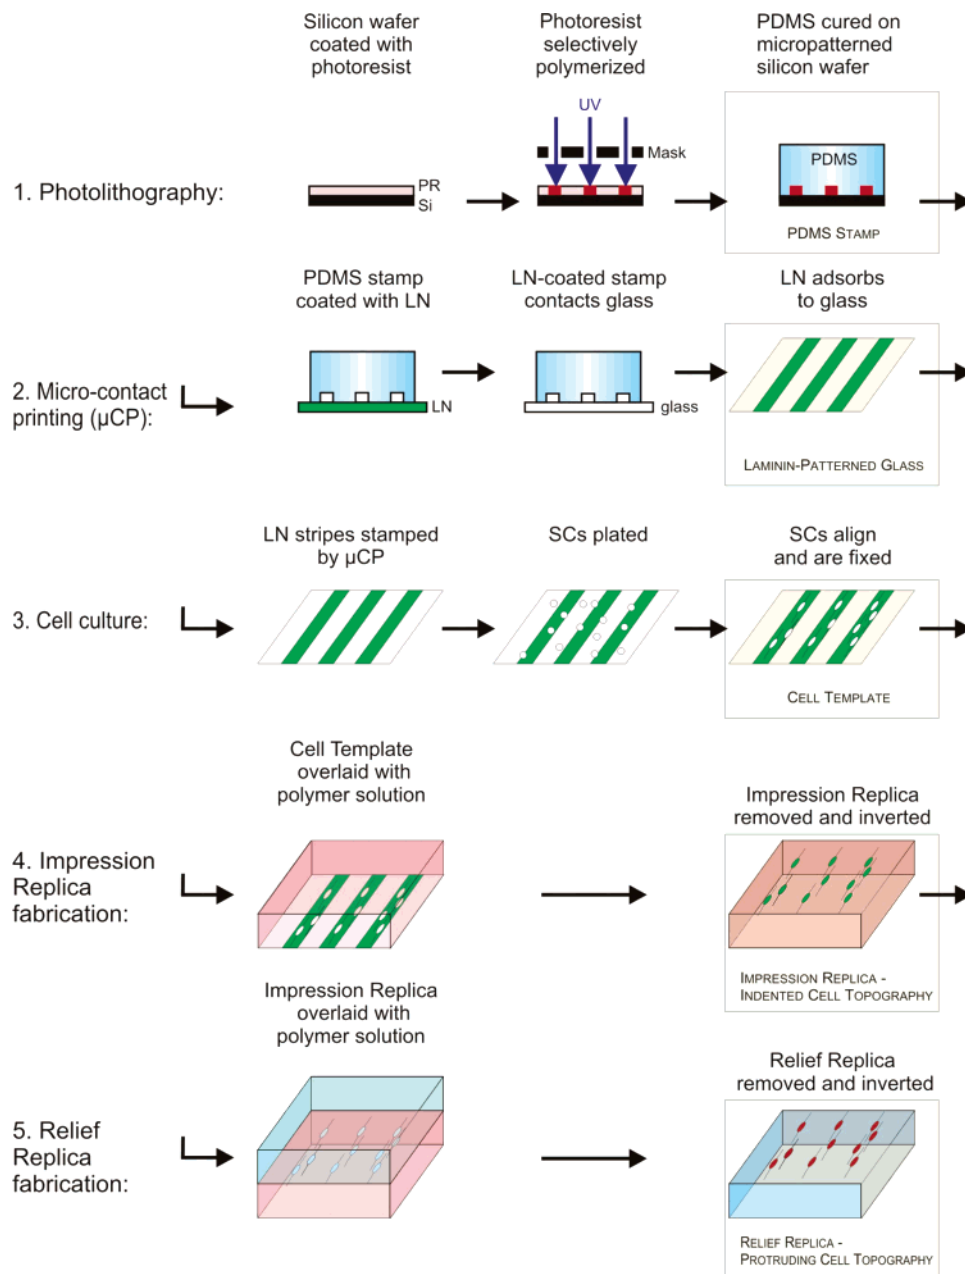 Silicon wafer
coated with
photoresist
Photoresist
selectively
polymerized
PDMS cured on
micropatterned
silicon wafer
UV
Mask
PDMS
1. Photolithography:
PR
Si
PDMS STAMP
PDMS stamp
coated with LN
LN-coated stamp
contacts glass
LN adsorbs
to glass
2. Micro-contact
printing (µCP):
LN
glass
LAMININ-PATTERNED GLASS
LN stripes stamped
by µCP
SCs plated
SCs align
and are fixed
3. Cell culture:
CELL TEMPLATE
Cell Template
overlaid with
polymer solution
Impression Replica
removed and inverted
4. Impression
Replica
fabrication:
IMPRESSION REPLICA -
INDENTED CELL TOPOGRAPHY
Impression Replica
overlaid with
polymer solution
Relief Replica
removed and inverted
5. Relief
Replica
fabrication:
RELIEF REPLICA -
PROTRUDING CELL TOPOGRAPHY